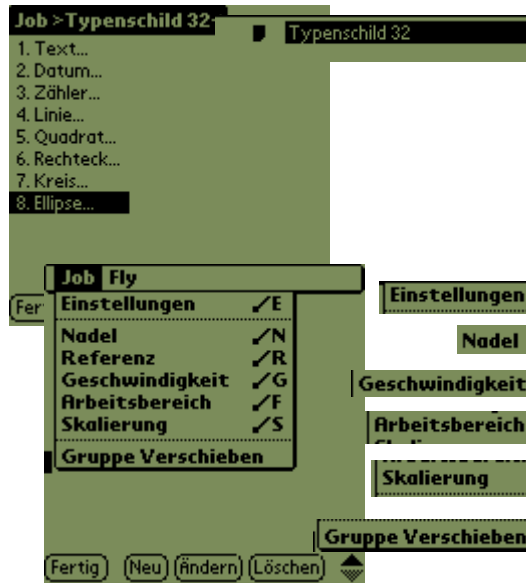 Job >Typenschild 32
Typenschild 32
1. Text...
2. Datum...
3. Zähler...
4. Linie...
5. Quadrat...
6. Rechteck...
7. Kreis...
8. Ellipse...
Job Fly
Fer
Einstellungen /E
Nadel /N
Referenz /R
Geschwindigkeit /G
Arbeitsbereich /F
Skalierung /S
Gruppe Verschieben
Einstellungen
Nadel
Geschwindigkeit
Arbeitsbereich
Skalierung
Gruppe Verschieben
Fertig Neu Ändern Löschen